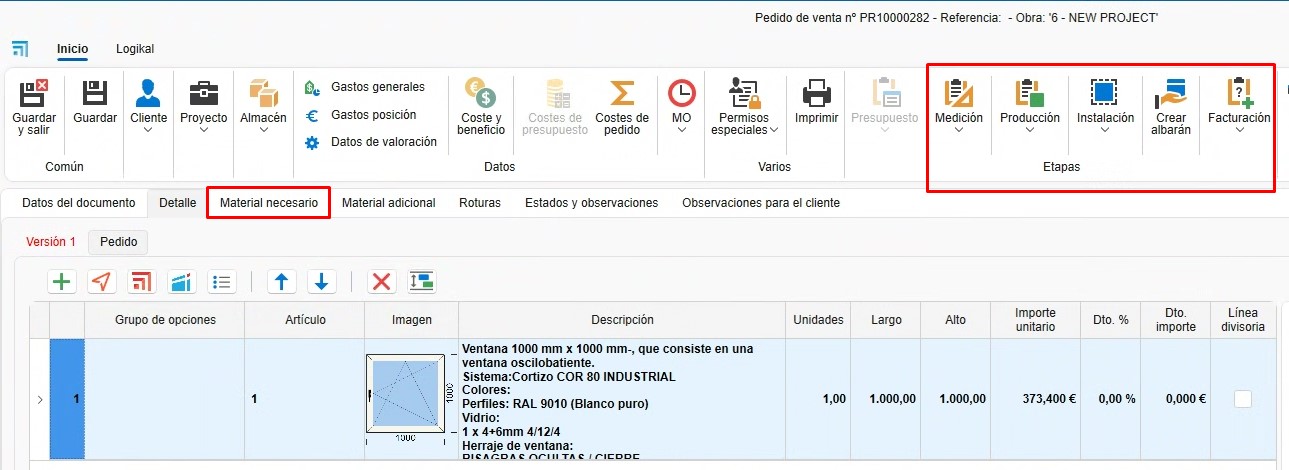 Pedido de venta nº PR10000282 - Referencia:  - Obra: '6 - NEW PROJECT'
Inicio
Logikal
Guardar y salir
Guardar
Cliente
Proyecto
Almacén
Gastos generales
Gastos posición
Datos de valoración
Coste y beneficio
Costes de presupuesto
Costes de pedido
MO
Permisos especiales
Imprimir
Presupuesto
Medición
Producción
Instalación
Crear albarán
Facturación
Común
Datos
Varios
Etapas
Datos del documento
Detalle
Material necesario
Material adicional
Roturas
Estados y observaciones
Observaciones para el cliente
Versión 1
Pedido
Grupo de opciones
Artículo
Imagen
Descripción
Unidades
Largo
Alto
Importe unitario
Dto. %
Dto. importe
Línea divisoria
1
1
1000
1000
Ventana 1000 mm x 1000 mm-, que consiste en una
ventana oscilobatiente.
Sistema:Cortizo COR 80 INDUSTRIAL
Colores:
Perfiles: RAL 9010 (Blanco puro)
Vidrio:
1 x 4+6mm 4/12/4
Herraje de ventana:
BISAGRAS OCULTAS / CIERRE
1,00
1.000,00
1.000,00
373,400 €
0,00 %
0,000 €